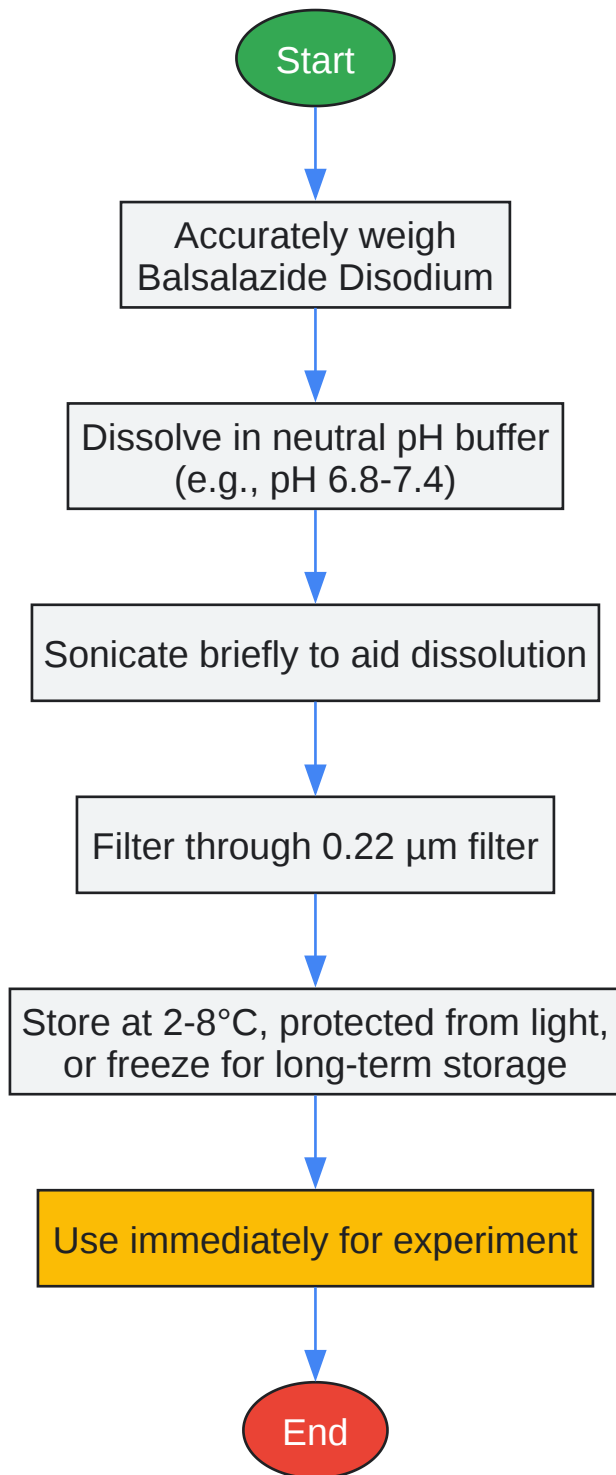 Start
Accurately weigh
Balsalazide Disodium
Dissolve in neutral pH buffer
(e.g., pH 6.8-7.4)
Sonicate briefly to aid dissolution
Filter through 0.22 µm filter
Store at 2-8°C, protected from light,
or freeze for long-term storage
Use immediately for experiment
End